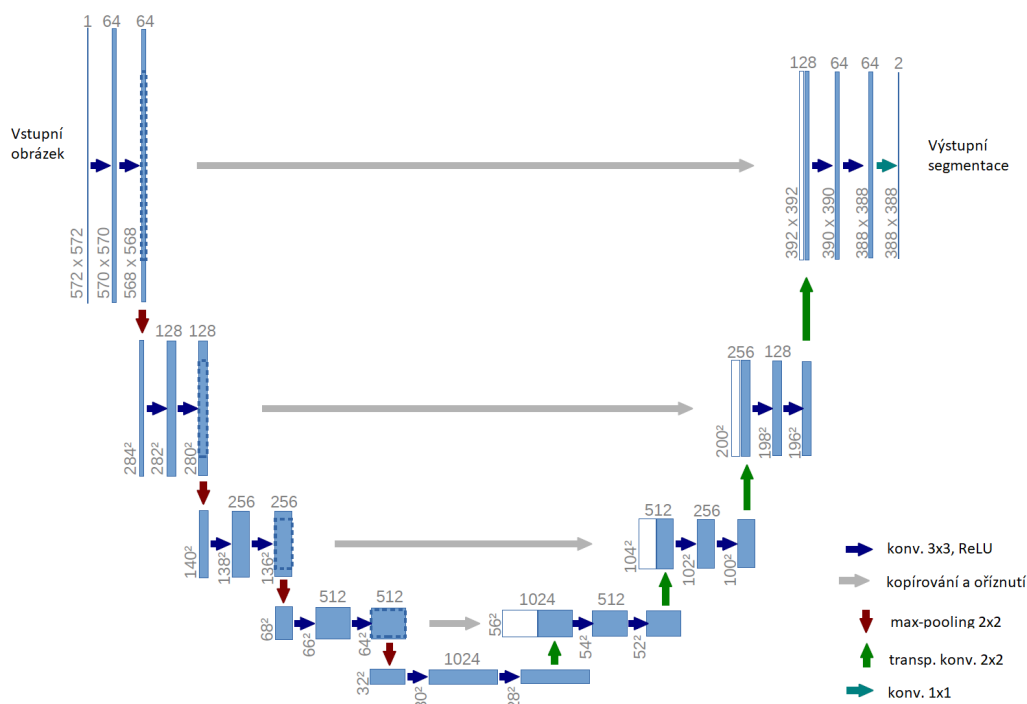 1 64 64
128 64 64 2
Vstupní
obrázek
Výstupní
segmentace
572 x 572
570 x 570
568 x 568
392 x 392
390 x 390
388 x 388
388 x 388
128 128
256 128
284²
282²
280²
200²
198²
196²
256 256
512 256
140²
138²
136²
104²
102²
100²
512 512
1024 512
68²
66²
64²
56²
54²
52²
1024
32²
30²
28²
konv. 3x3, ReLU
kopírování a oříznutí
max-pooling 2x2
transp. konv. 2x2
konv. 1x1